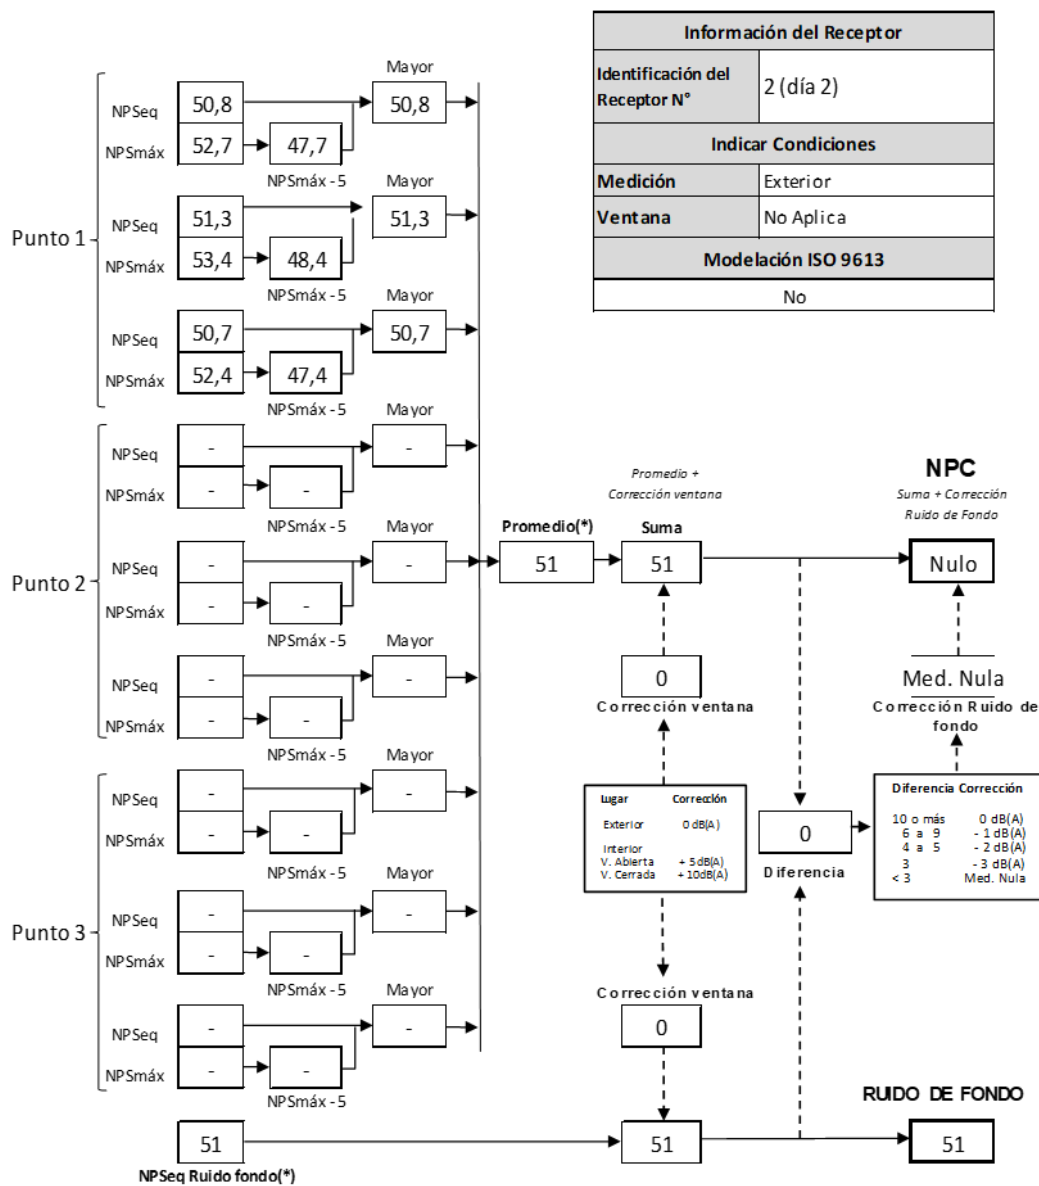 Información del Receptor
Identificación del
Receptor N°
2 (día 2)
Indicar Condiciones
Medición
Exterior
Ventana
No Aplica
Modelación ISO 9613
No
Punto 1
Mayor
NPSeq
50,8
50,8
NPSmáx
52,7
47,7
NPSmáx - 5
Mayor
NPSeq
51,3
51,3
NPSmáx
53,4
48,4
NPSmáx - 5
Mayor
NPSeq
50,7
50,7
NPSmáx
52,4
47,4
NPSmáx - 5
Punto 2
Mayor
NPSeq
-
-
NPSmáx
-
-
NPSmáx - 5
Mayor
NPSeq
-
-
NPSmáx
-
-
NPSmáx - 5
Mayor
NPSeq
-
-
NPSmáx
-
-
NPSmáx - 5
Punto 3
Mayor
NPSeq
-
-
NPSmáx
-
-
NPSmáx - 5
Mayor
NPSeq
-
-
NPSmáx
-
-
NPSmáx - 5
Mayor
NPSeq
-
-
NPSmáx
-
-
NPSmáx - 5
Promedio(*)
51
Promedio +
Corrección ventana
Suma
51
NPC
Suma + Corrección
Ruido de Fondo
Nulo
0
Corrección ventana
Med. Nula
Corrección Ruido de
fondo
Lugar Corrección
Exterior 0 dB(A)
Interior
V. Abierta + 5dB(A)
V. Cerrada + 10dB(A)
0
Diferencia
Diferencia Corrección
10 o más 0 dB(A)
6 a 9 - 1 dB(A)
4 a 5 - 2 dB(A)
3 - 3 dB(A)
< 3 Med. Nula
Corrección ventana
0
RUIDO DE FONDO
51
51
51
NPSeq Ruido fondo(*)